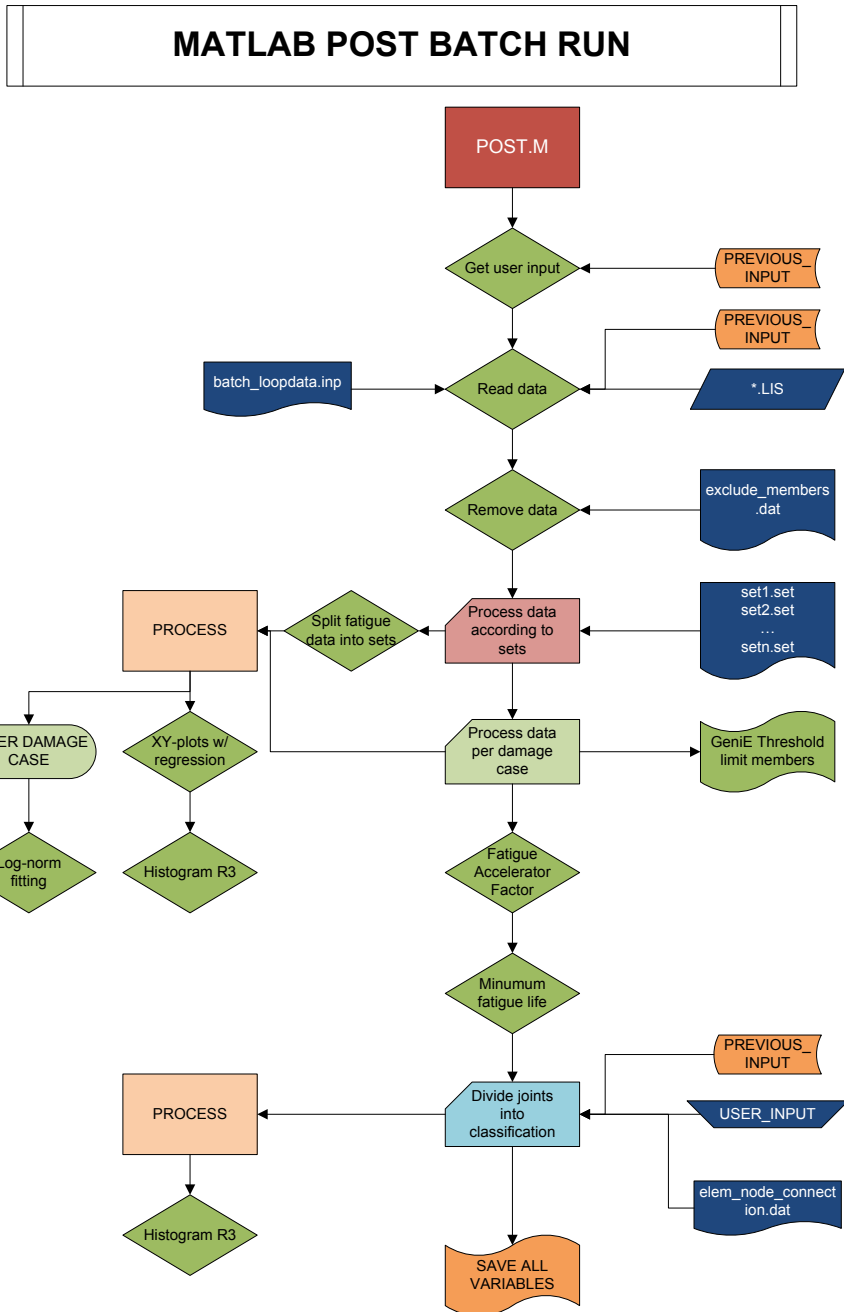 MATLAB POST BATCH RUN
POST.M
Get user input
PREVIOUS_
INPUT
PREVIOUS_
INPUT
batch_loopdata.inp
Read data
*.LIS
Remove data
exclude_members
.dat
PROCESS
Split fatigue
data into sets
Process data
according to
sets
set1.set
set2.set
...
setn.set
ER DAMAGE
CASE
XY-plots w/
regression
Process data
per damage
case
GeniE Threshold
limit members
Log-norm
fitting
Histogram R3
Fatigue
Accelerator
Factor
Minumum
fatigue life
PROCESS
Divide joints
into
classification
PREVIOUS_
INPUT
USER_INPUT
elem_node_connect
ion.dat
Histogram R3
SAVE ALL
VARIABLES